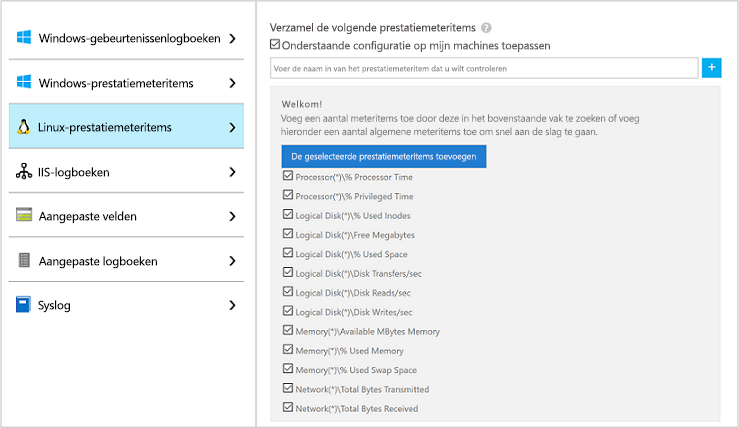 Windows-gebeurtenissenlogboeken
Windows-prestatiemeteritems
Linux-prestatiemeteritems
IIS-logboeken
Aangepaste velden
Aangepaste logboeken
Syslog
Verzamel de volgende prestatiemeteritems ?
Onderstaande configuratie op mijn machines toepassen
Voer de naam in van het prestatiemeteritem dat u wilt controleren
+
Welkom!
Voeg een aantal meteritems toe door deze in het bovenstaande vak te zoeken of voeg
hieronder een aantal algemene meteritems toe om snel aan de slag te gaan.
De geselecteerde prestatiemeteritems toevoegen
Processor(*)\% Processor Time
Processor(*)\% Privileged Time
Logical Disk(*)\% Used Inodes
Logical Disk(*)\Free Megabytes
Logical Disk(*)\% Used Space
Logical Disk(*)\Disk Transfers/sec
Logical Disk(*)\Disk Reads/sec
Logical Disk(*)\Disk Writes/sec
Memory(*)\Available MBytes Memory
Memory(*)\% Used Memory
Memory(*)\% Used Swap Space
Network(*)\Total Bytes Transmitted
Network(*)\Total Bytes Received